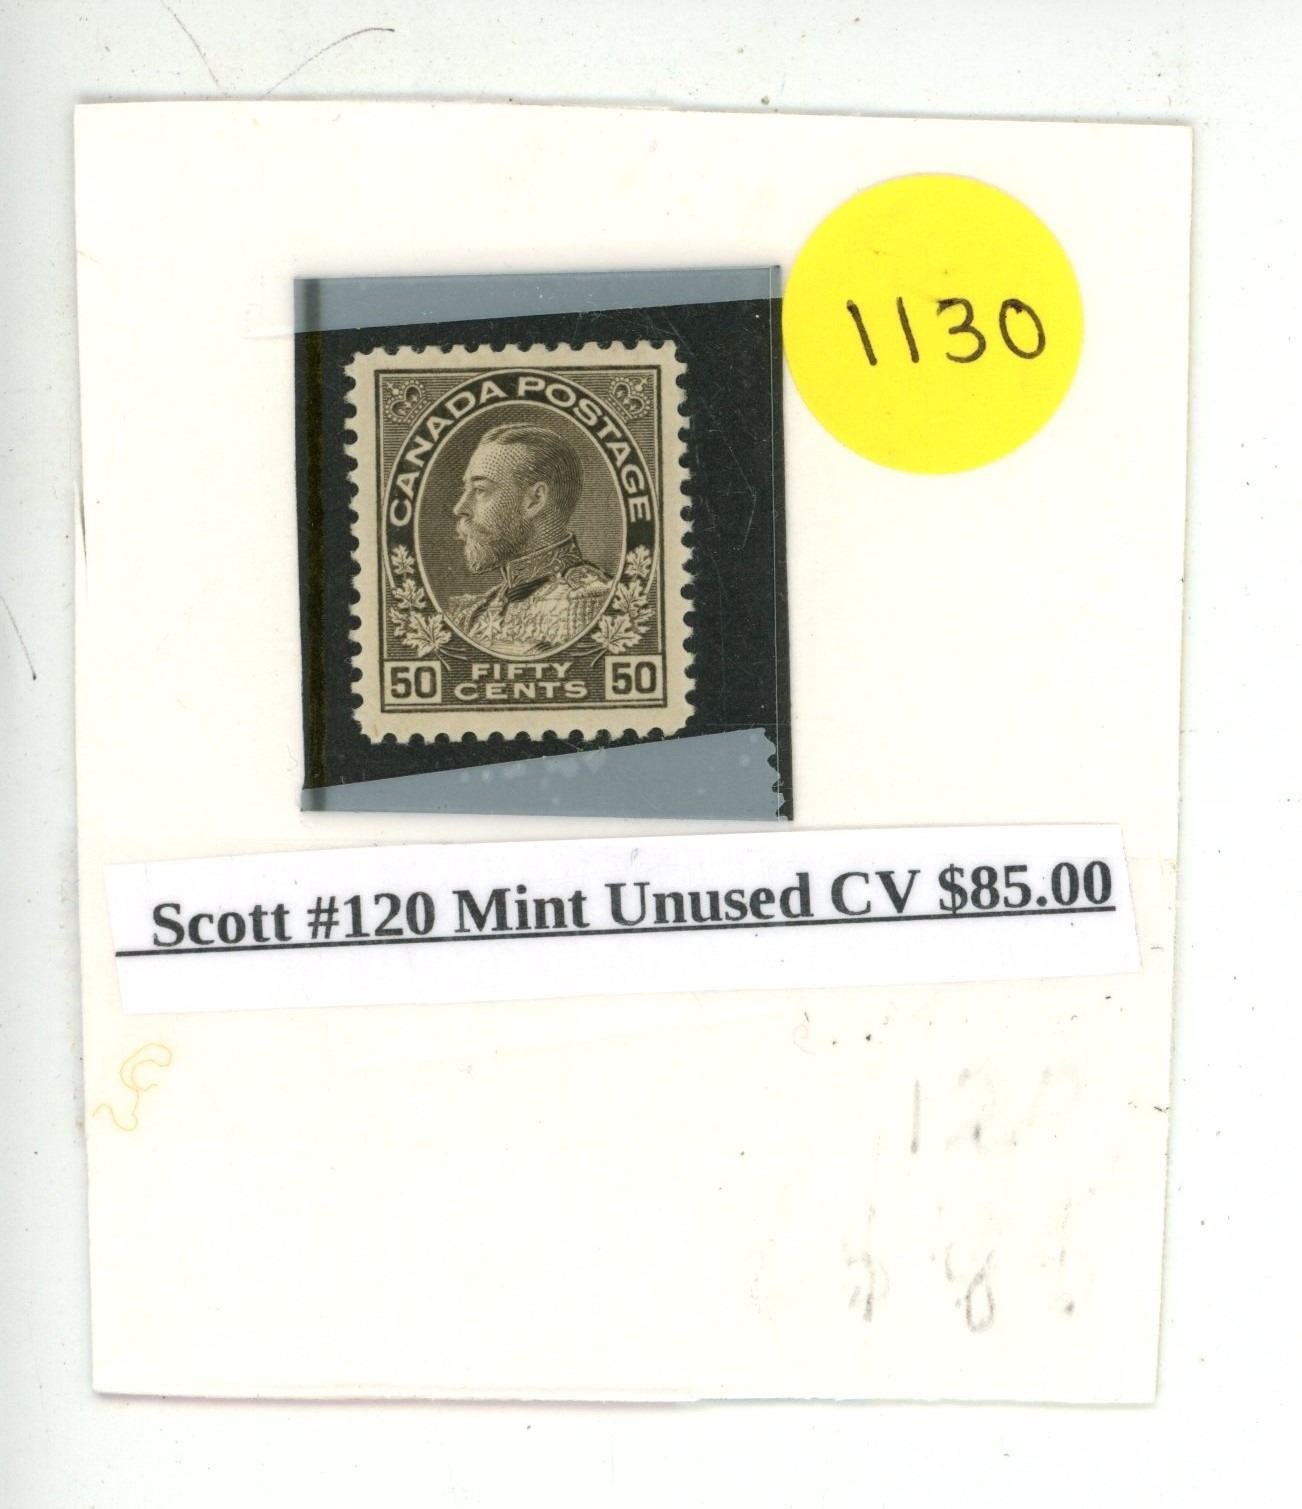 1130
CANADA POSTAGE
50 FIFTY CENTS 50
Scott #120 Mint Unused CV $85.00